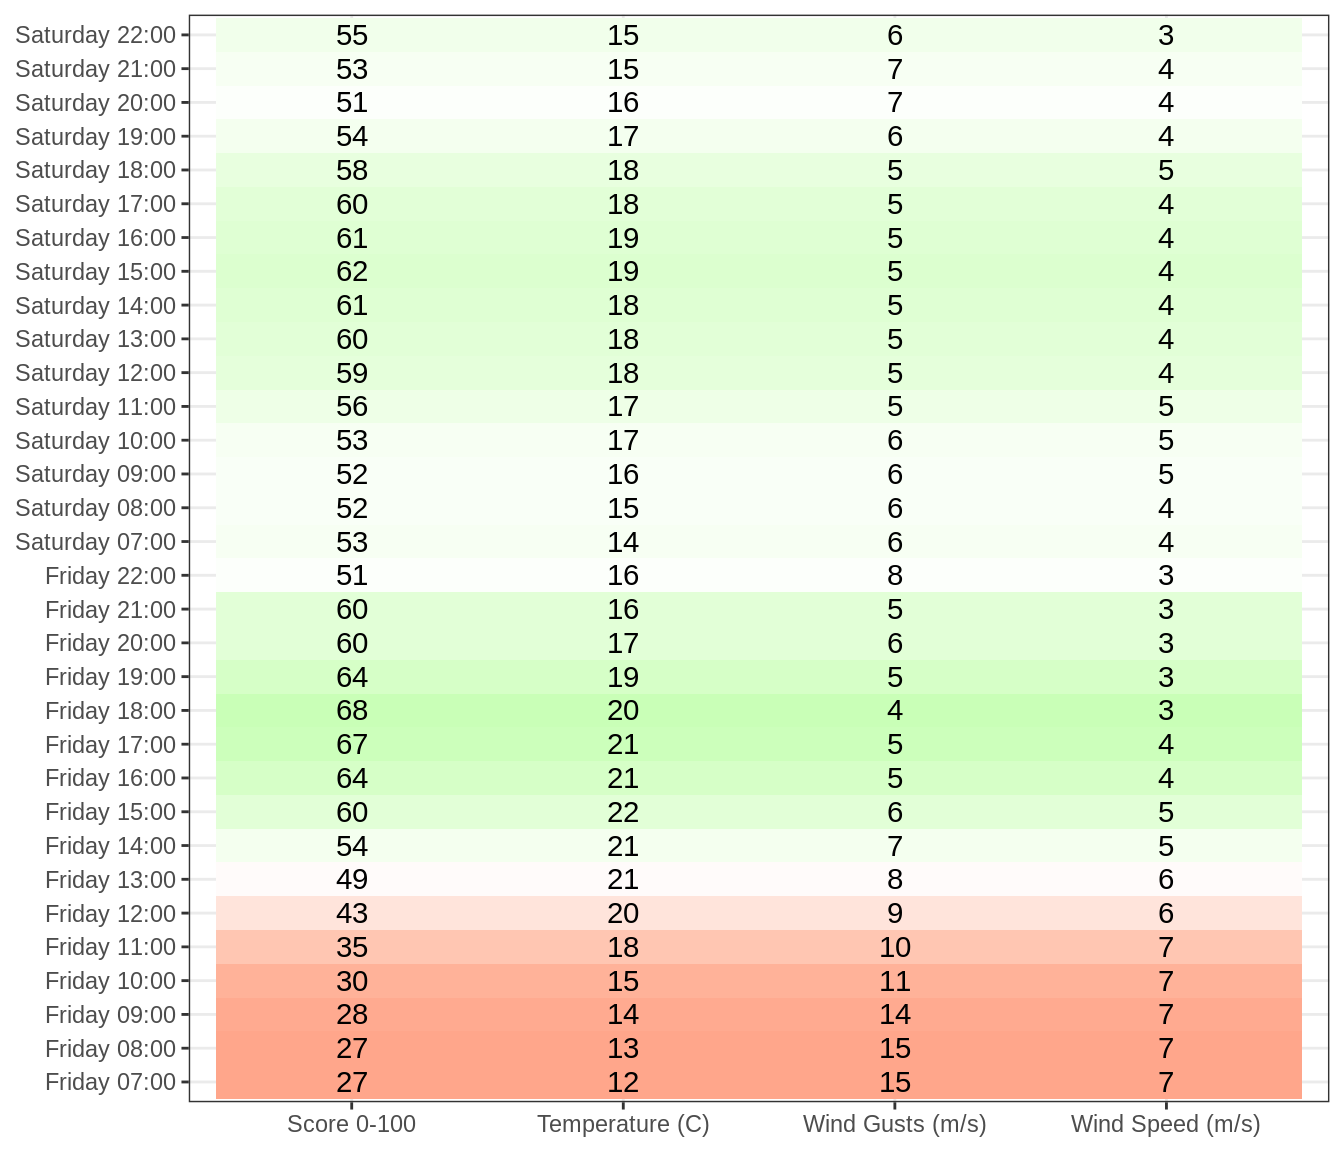 Saturday 22:00 55 15 6 3
Saturday 21:00 53 15 7 4
Saturday 20:00 51 16 7 4
Saturday 19:00 54 17 6 4
Saturday 18:00 58 18 5 5
Saturday 17:00 60 18 5 4
Saturday 16:00 61 19 5 4
Saturday 15:00 62 19 5 4
Saturday 14:00 61 18 5 4
Saturday 13:00 60 18 5 4
Saturday 12:00 59 18 5 4
Saturday 11:00 56 17 5 5
Saturday 10:00 53 17 6 5
Saturday 09:00 52 16 6 5
Saturday 08:00 52 15 6 4
Saturday 07:00 53 14 6 4
Friday 22:00 51 16 8 3
Friday 21:00 60 16 5 3
Friday 20:00 60 17 6 3
Friday 19:00 64 19 5 3
Friday 18:00 68 20 4 3
Friday 17:00 67 21 5 4
Friday 16:00 64 21 5 4
Friday 15:00 60 22 6 5
Friday 14:00 54 21 7 5
Friday 13:00 49 21 8 6
Friday 12:00 43 20 9 6
Friday 11:00 35 18 10 7
Friday 10:00 30 15 11 7
Friday 09:00 28 14 14 7
Friday 08:00 27 13 15 7
Friday 07:00 27 12 15 7
Score 0-100 Temperature (C) Wind Gusts (m/s) Wind Speed (m/s)